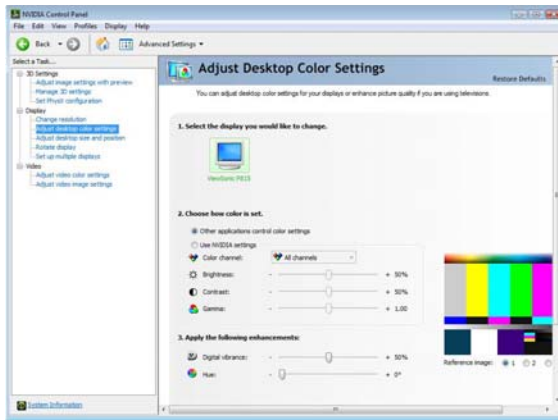 NVIDIA Control Panel
File Edit View Profiles Display Help
Back Advanced Settings
Select a Task...
3D Settings
Adjust image settings with preview
Manage 3D settings
Set PhysX configuration
Display
Change resolution
Adjust desktop color settings
Adjust desktop size and position
Rotate display
Set up multiple displays
Video
Adjust video color settings
Adjust video image settings
System Information
Adjust Desktop Color Settings
Restore Defaults
You can adjust desktop color settings for your displays or enhance picture quality if you are using televisions.
1. Select the display you would like to change.
ViewSonic P815
2. Choose how color is set.
Other applications control color settings
Use NVIDIA settings
Color channel: All channels
Brightness: - + 50%
Contrast: - + 50%
Gamma: - + 1.00
3. Apply the following enhancements:
Digital vibrance: - + 50%
Hue: - + 0°
Reference image: 1 2